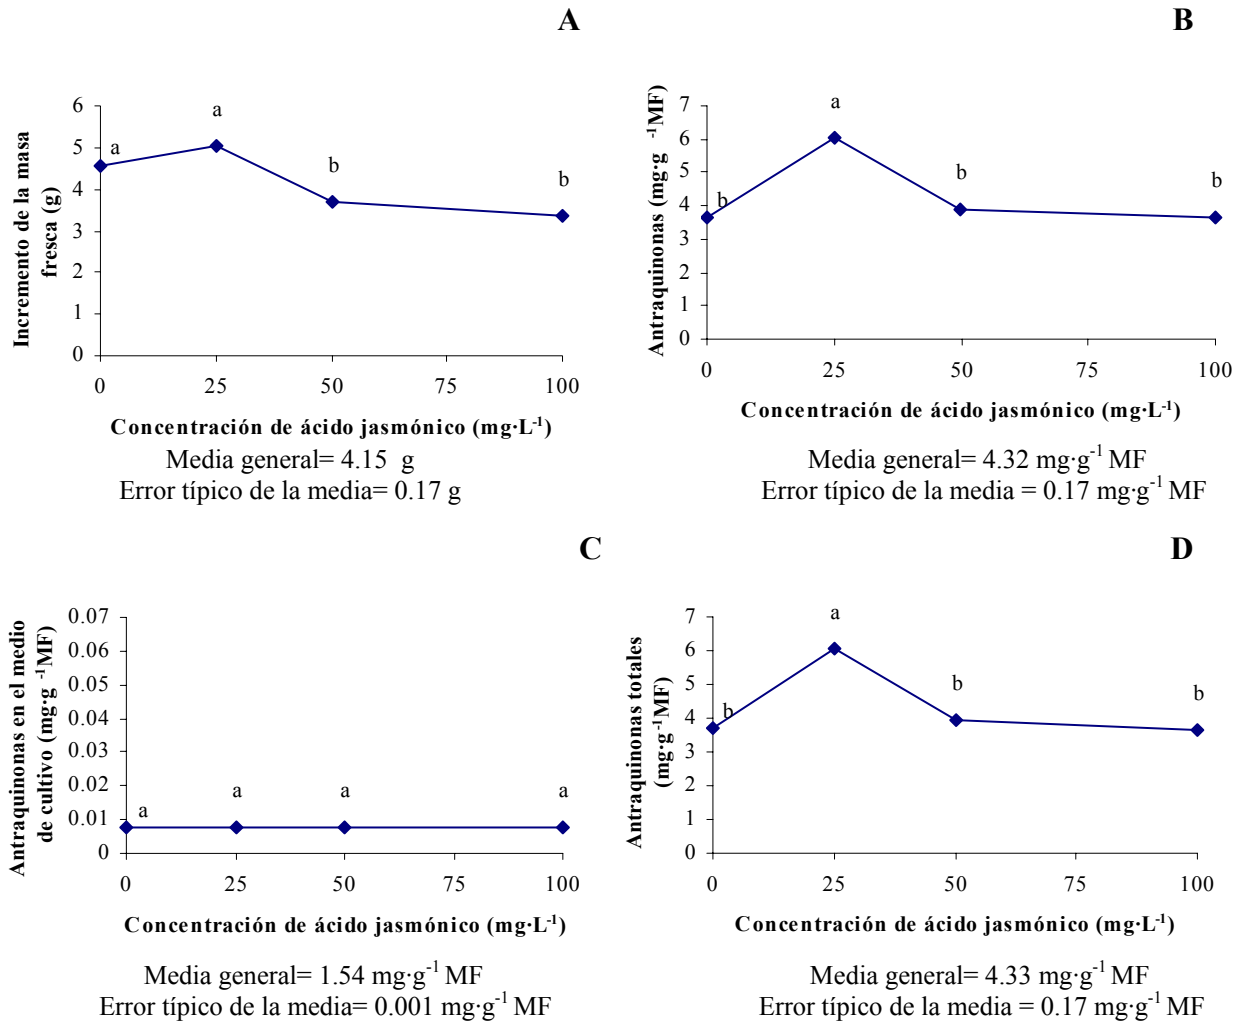 A
Incremento de la masa
fresca (g)
6
5
4
3
2
1
0
a
a
b
b
0 25 50 75 100
Concentración de ácido jasmónico (mg·L⁻¹)
Media general= 4.15 g
Error típico de la media= 0.17 g
B
Antraquinonas (mg·g ⁻¹MF)
7
6
5
4
3
2
1
0
b
a
b
b
0 25 50 75 100
Concentración de ácido jasmónico (mg·L⁻¹)
Media general= 4.32 mg·g⁻¹ MF
Error típico de la media = 0.17 mg·g⁻¹ MF
C
Antraquinonas en el medio
de cultivo (mg·g ⁻¹MF)
0.07
0.06
0.05
0.04
0.03
0.02
0.01
0
a
a
a
a
0 25 50 75 100
Concentración de ácido jasmónico (mg·L⁻¹)
Media general= 1.54 mg·g⁻¹ MF
Error típico de la media= 0.001 mg·g⁻¹ MF
D
Antraquinonas totales
(mg·g⁻¹MF)
7
6
5
4
3
2
1
0
b
a
b
b
0 25 50 75 100
Concentración de ácido jasmónico (mg·L⁻¹)
Media general= 4.33 mg·g⁻¹ MF
Error típico de la media = 0.17 mg·g⁻¹ MF